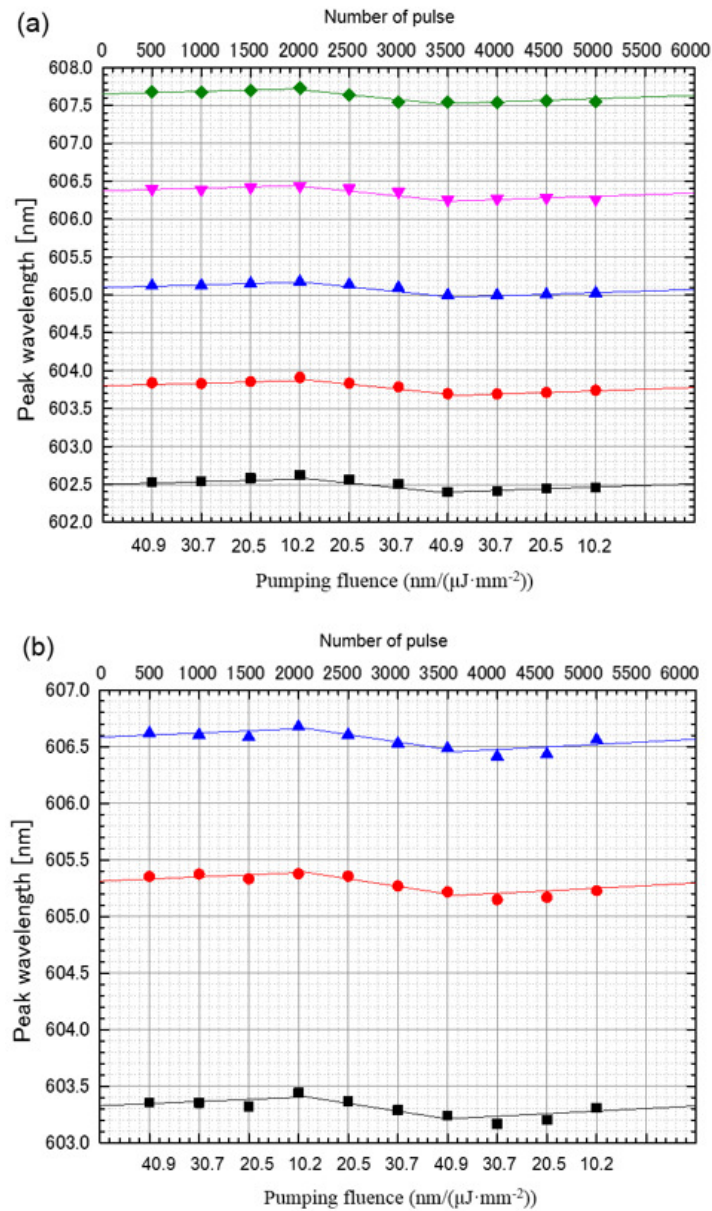 (a)
Number of pulse
0 500 1000 1500 2000 2500 3000 3500 4000 4500 5000 5500 6000
608.0
607.5
607.0
606.5
606.0
605.5
605.0
604.5
604.0
603.5
603.0
602.5
602.0
Peak wavelength [nm]
40.9 30.7 20.5 10.2 20.5 30.7 40.9 30.7 20.5 10.2
Pumping fluence (nm/(μJ·mm⁻²))
(b)
Number of pulse
0 500 1000 1500 2000 2500 3000 3500 4000 4500 5000 5500 6000
607.0
606.5
606.0
605.5
605.0
604.5
604.0
603.5
603.0
Peak wavelength [nm]
40.9 30.7 20.5 10.2 20.5 30.7 40.9 30.7 20.5 10.2
Pumping fluence (nm/(μJ·mm⁻²))